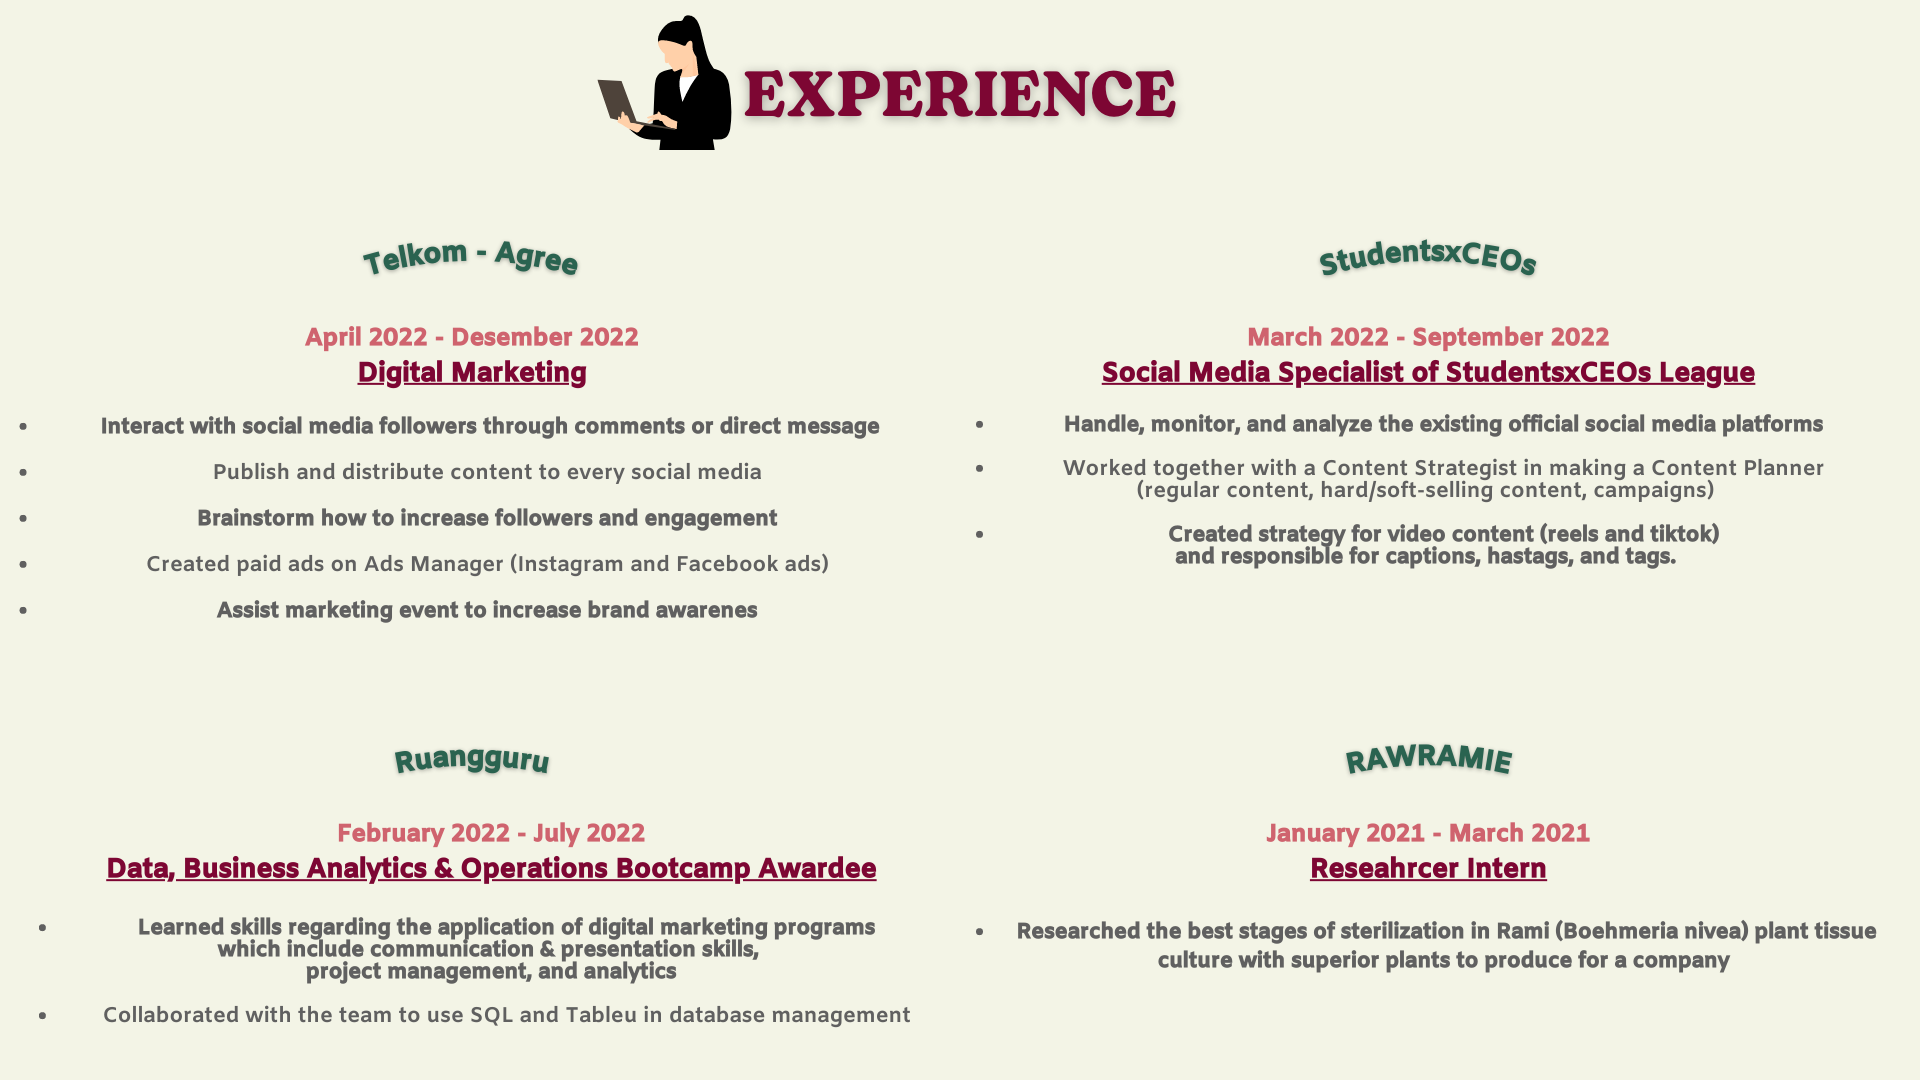 EXPERIENCE
Telkom - Agree
April 2022 - Desember 2022
Digital Marketing
• Interact with social media followers through comments or direct message
• Publish and distribute content to every social media
• Brainstorm how to increase followers and engagement
• Created paid ads on Ads Manager (Instagram and Facebook ads)
• Assist marketing event to increase brand awarenes
StudentsxCEOs
March 2022 - September 2022
Social Media Specialist of StudentsxCEOs League
• Handle, monitor, and analyze the existing official social media platforms
• Worked together with a Content Strategist in making a Content Planner
(regular content, hard/soft-selling content, campaigns)
• Created strategy for video content (reels and tiktok)
and responsible for captions, hastags, and tags.
Ruangguru
February 2022 - July 2022
Data, Business Analytics & Operations Bootcamp Awardee
• Learned skills regarding the application of digital marketing programs
which include communication & presentation skills,
project management, and analytics
• Collaborated with the team to use SQL and Tableu in database management
RAWRAMIE
January 2021 - March 2021
Reseahrcer Intern
• Researched the best stages of sterilization in Rami (Boehmeria nivea) plant tissue
culture with superior plants to produce for a company